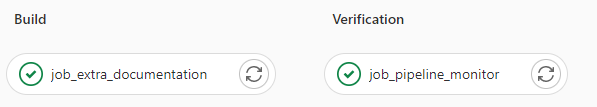 Build
Verification
job_extra_documentation
job_pipeline_monitor